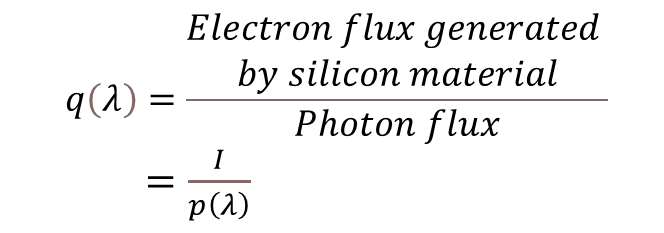 q(λ) = Electron flux generated
by silicon material
Photon flux
= I
p(λ)